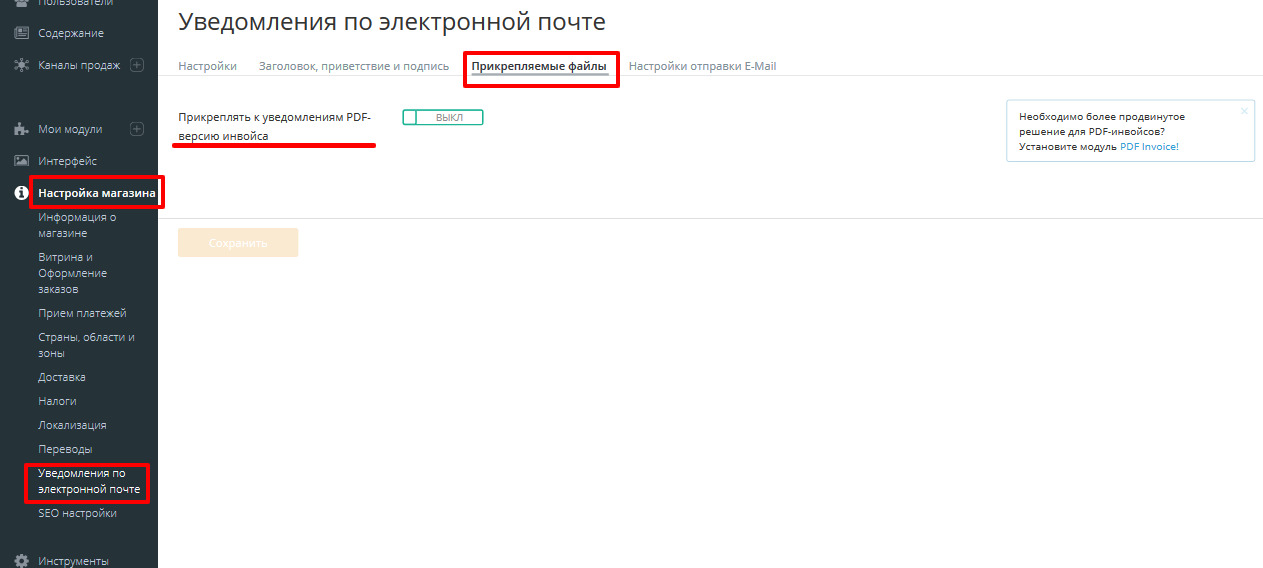 Пользователи
Содержание
Каналы продаж
Мои модули
Интерфейс
Настройка магазина
Информация о
магазине
Витрина и
Оформление
заказов
Прием платежей
Страны, области и
зоны
Доставка
Налоги
Локализация
Переводы
Уведомления по
электронной почте
SEO настройки
Инструменты
Уведомления по электронной почте
Настройки Заголовок, приветствие и подпись Прикрепляемые файлы Настройки отправки E-Mail
Прикреплять к уведомлениям PDF-
версию инвойса
ВЫКЛ
Необходимо более продвинутое
решение для PDF-инвойсов?
Установите модуль PDF Invoice!
Сохранить